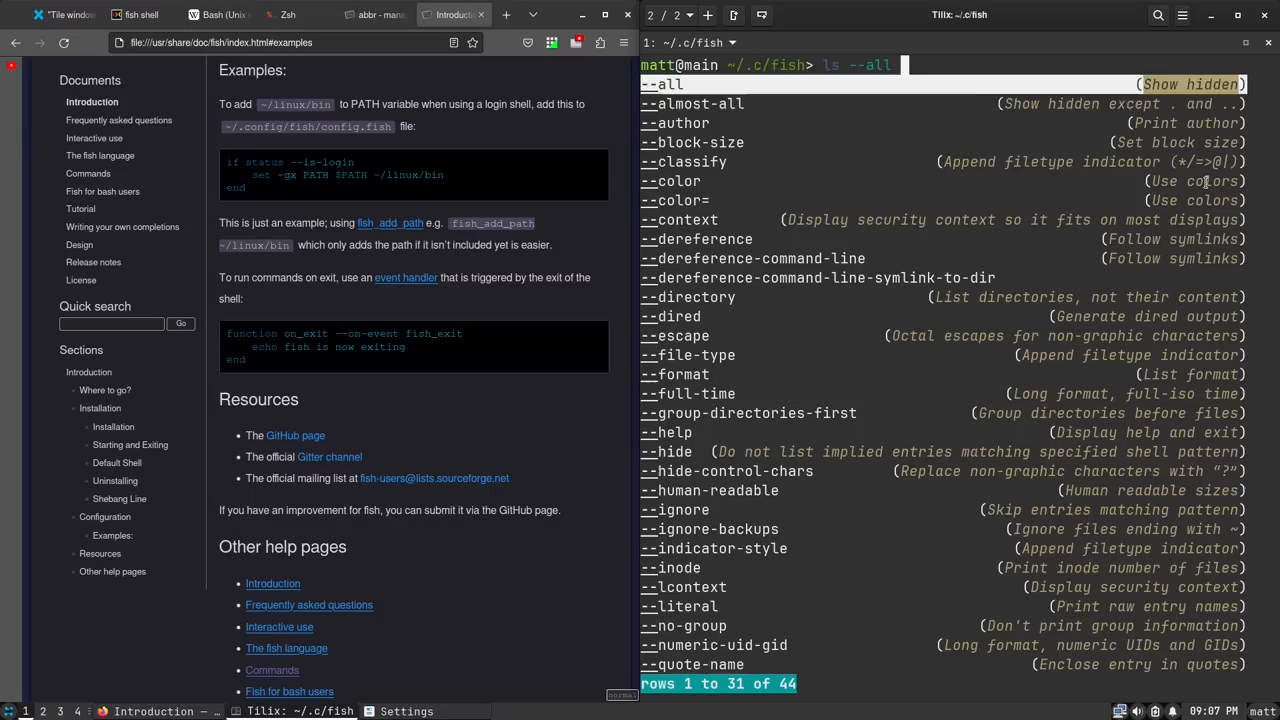 "Tile window
fish shell
Bash (Unix s
Zsh
abbr - mana
Introducti
file:///usr/share/doc/fish/index.html#examples
Documents
Introduction
Frequently asked questions
Interactive use
The fish language
Commands
Fish for bash users
Tutorial
Writing your own completions
Design
Release notes
License
Quick search
Go
Sections
Introduction
Where to go?
Installation
Installation
Starting and Exiting
Default Shell
Uninstalling
Shebang Line
Configuration
Examples:
Resources
Other help pages
Examples:
To add ~/linux/bin to PATH variable when using a login shell, add this to
~/.config/fish/config.fish file:
if status --is-login
set -gx PATH $PATH ~/linux/bin
end
This is just an example; using fish_add_path e.g. fish_add_path
~/linux/bin which only adds the path if it isn't included yet is easier.
To run commands on exit, use an event handler that is triggered by the exit of the
shell:
function on_exit --on-event fish_exit
echo fish is now exiting
end
Resources
The GitHub page
The official Gitter channel
The official mailing list at fish-users@lists.sourceforge.net
If you have an improvement for fish, you can submit it via the GitHub page.
Other help pages
Introduction
Frequently asked questions
Interactive use
The fish language
Commands
Fish for bash users
normal
2 / 2
Tilix: ~/.c/fish
1: ~/.c/fish
matt@main ~/.c/fish> ls --all
--all (Show hidden)
--almost-all (Show hidden except . and ..)
--author (Print author)
--block-size (Set block size)
--classify (Append filetype indicator (*/=>@|))
--color (Use colors)
--color= (Use colors)
--context (Display security context so it fits on most displays)
--dereference (Follow symlinks)
--dereference-command-line (Follow symlinks)
--dereference-command-line-symlink-to-dir
--directory (List directories, not their content)
--dired (Generate dired output)
--escape (Octal escapes for non-graphic characters)
--file-type (Append filetype indicator)
--format (List format)
--full-time (Long format, full-iso time)
--group-directories-first (Group directories before files)
--help (Display help and exit)
--hide (Do not list implied entries matching specified shell pattern)
--hide-control-chars (Replace non-graphic characters with “?”)
--human-readable (Human readable sizes)
--ignore (Skip entries matching pattern)
--ignore-backups (Ignore files ending with ~)
--indicator-style (Append filetype indicator)
--inode (Print inode number of files)
--lcontext (Display security context)
--literal (Print raw entry names)
--no-group (Don't print group information)
--numeric-uid-gid (Long format, numeric UIDs and GIDs)
--quote-name (Enclose entry in quotes)
rows 1 to 31 of 44
1 2 3 4 Introduction — ... Tilix: ~/.c/fish Settings 09:07 PM matt